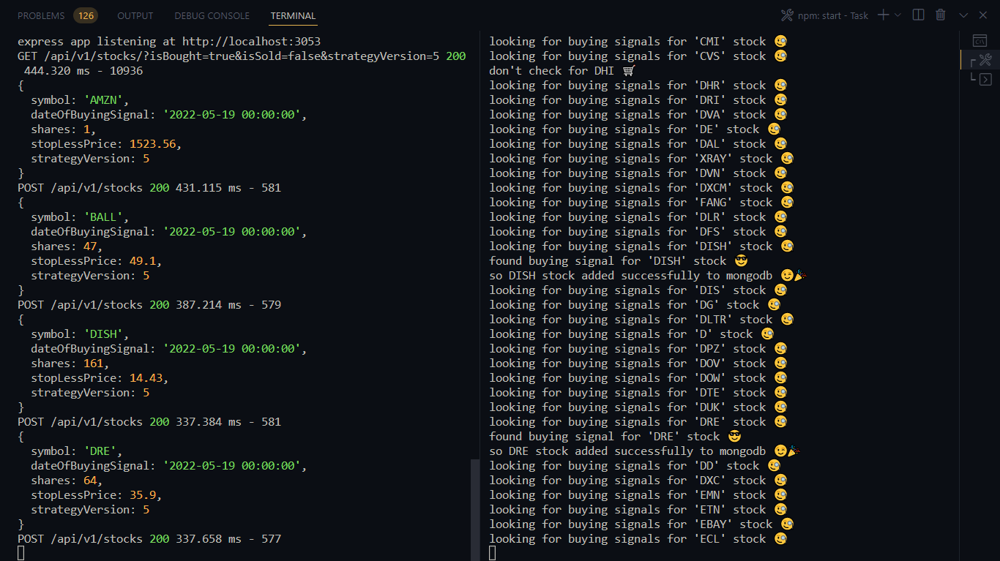 PROBLEMS 126 OUTPUT DEBUG CONSOLE TERMINAL npm: start - Task
express app listening at http://localhost:3053
GET /api/v1/stocks/?isBought=true&isSold=false&strategyVersion=5 200
444.320 ms - 10936
{
symbol: 'AMZN',
dateOfBuyingSignal: '2022-05-19 00:00:00',
shares: 1,
stopLessPrice: 1523.56,
strategyVersion: 5
}
POST /api/v1/stocks 200 431.115 ms - 581
{
symbol: 'BALL',
dateOfBuyingSignal: '2022-05-19 00:00:00',
shares: 47,
stopLessPrice: 49.1,
strategyVersion: 5
}
POST /api/v1/stocks 200 387.214 ms - 579
{
symbol: 'DISH',
dateOfBuyingSignal: '2022-05-19 00:00:00',
shares: 161,
stopLessPrice: 14.43,
strategyVersion: 5
}
POST /api/v1/stocks 200 337.384 ms - 581
{
symbol: 'DRE',
dateOfBuyingSignal: '2022-05-19 00:00:00',
shares: 64,
stopLessPrice: 35.9,
strategyVersion: 5
}
POST /api/v1/stocks 200 337.658 ms - 577
looking for buying signals for 'CMI' stock 🧐
looking for buying signals for 'CVS' stock 🧐
don't check for DHI 🛒
looking for buying signals for 'DHR' stock 🧐
looking for buying signals for 'DRI' stock 🧐
looking for buying signals for 'DVA' stock 🧐
looking for buying signals for 'DE' stock 🧐
looking for buying signals for 'DAL' stock 🧐
looking for buying signals for 'XRAY' stock 🧐
looking for buying signals for 'DVN' stock 🧐
looking for buying signals for 'DXCM' stock 🧐
looking for buying signals for 'FANG' stock 🧐
looking for buying signals for 'DLR' stock 🧐
looking for buying signals for 'DFS' stock 🧐
looking for buying signals for 'DISH' stock 🧐
found buying signal for 'DISH' stock 😎
so DISH stock added successfully to mongodb 😉🎉
looking for buying signals for 'DIS' stock 🧐
looking for buying signals for 'DG' stock 🧐
looking for buying signals for 'DLTR' stock 🧐
looking for buying signals for 'D' stock 🧐
looking for buying signals for 'DPZ' stock 🧐
looking for buying signals for 'DOV' stock 🧐
looking for buying signals for 'DOW' stock 🧐
looking for buying signals for 'DTE' stock 🧐
looking for buying signals for 'DUK' stock 🧐
looking for buying signals for 'DRE' stock 🧐
found buying signal for 'DRE' stock 😎
so DRE stock added successfully to mongodb 😉🎉
looking for buying signals for 'DD' stock 🧐
looking for buying signals for 'DXC' stock 🧐
looking for buying signals for 'EMN' stock 🧐
looking for buying signals for 'ETN' stock 🧐
looking for buying signals for 'EBAY' stock 🧐
looking for buying signals for 'ECL' stock 🧐